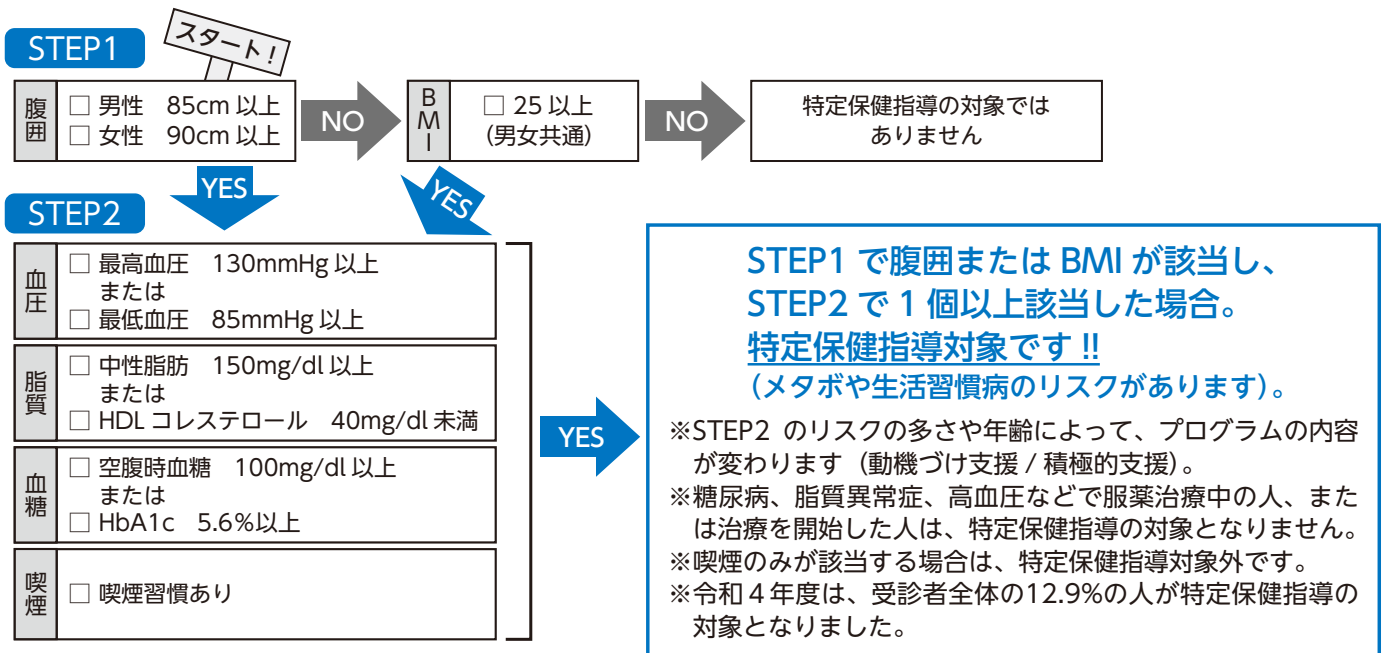 STEP1
スタート！
腹囲
□ 男性　85cm 以上
□ 女性　90cm 以上
NO
BMI
□ 25 以上
（男女共通）
NO
特定保健指導の対象では
ありません
YES
YES
STEP2
血圧
□ 最高血圧　130mmHg 以上
または
□ 最低血圧　85mmHg 以上
脂質
□ 中性脂肪　150mg/dl 以上
または
□ HDL コレステロール　40mg/dl 未満
血糖
□ 空腹時血糖　100mg/dl 以上
または
□ HbA1c　5.6%以上
喫煙
□ 喫煙習慣あり
YES
STEP1 で腹囲または BMI が該当し、
STEP2 で 1 個以上該当した場合。
特定保健指導対象です !!
（メタボや生活習慣病のリスクがあります）。
※STEP2 のリスクの多さや年齢によって、プログラムの内容
が変わります（動機づけ支援 / 積極的支援）。
※糖尿病、脂質異常症、高血圧などで服薬治療中の人、また
は治療を開始した人は、特定保健指導の対象となりません。
※喫煙のみが該当する場合は、特定保健指導対象外です。
※令和４年度は、受診者全体の12.9%の人が特定保健指導の
対象となりました。